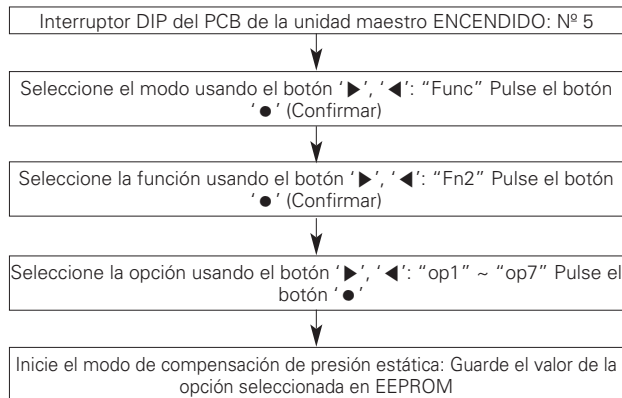 Interruptor DIP del PCB de la unidad maestro ENCENDIDO: Nº 5
Seleccione el modo usando el botón ‘▶’, ‘◀’: “Func” Pulse el botón
‘●’ (Confirmar)
Seleccione la función usando el botón ‘▶’, ‘◀’: “Fn2” Pulse el botón
‘●’ (Confirmar)
Seleccione la opción usando el botón ‘▶’, ‘◀’: “op1” ~ “op7” Pulse el
botón ‘●’
Inicie el modo de compensación de presión estática: Guarde el valor de la
opción seleccionada en EEPROM